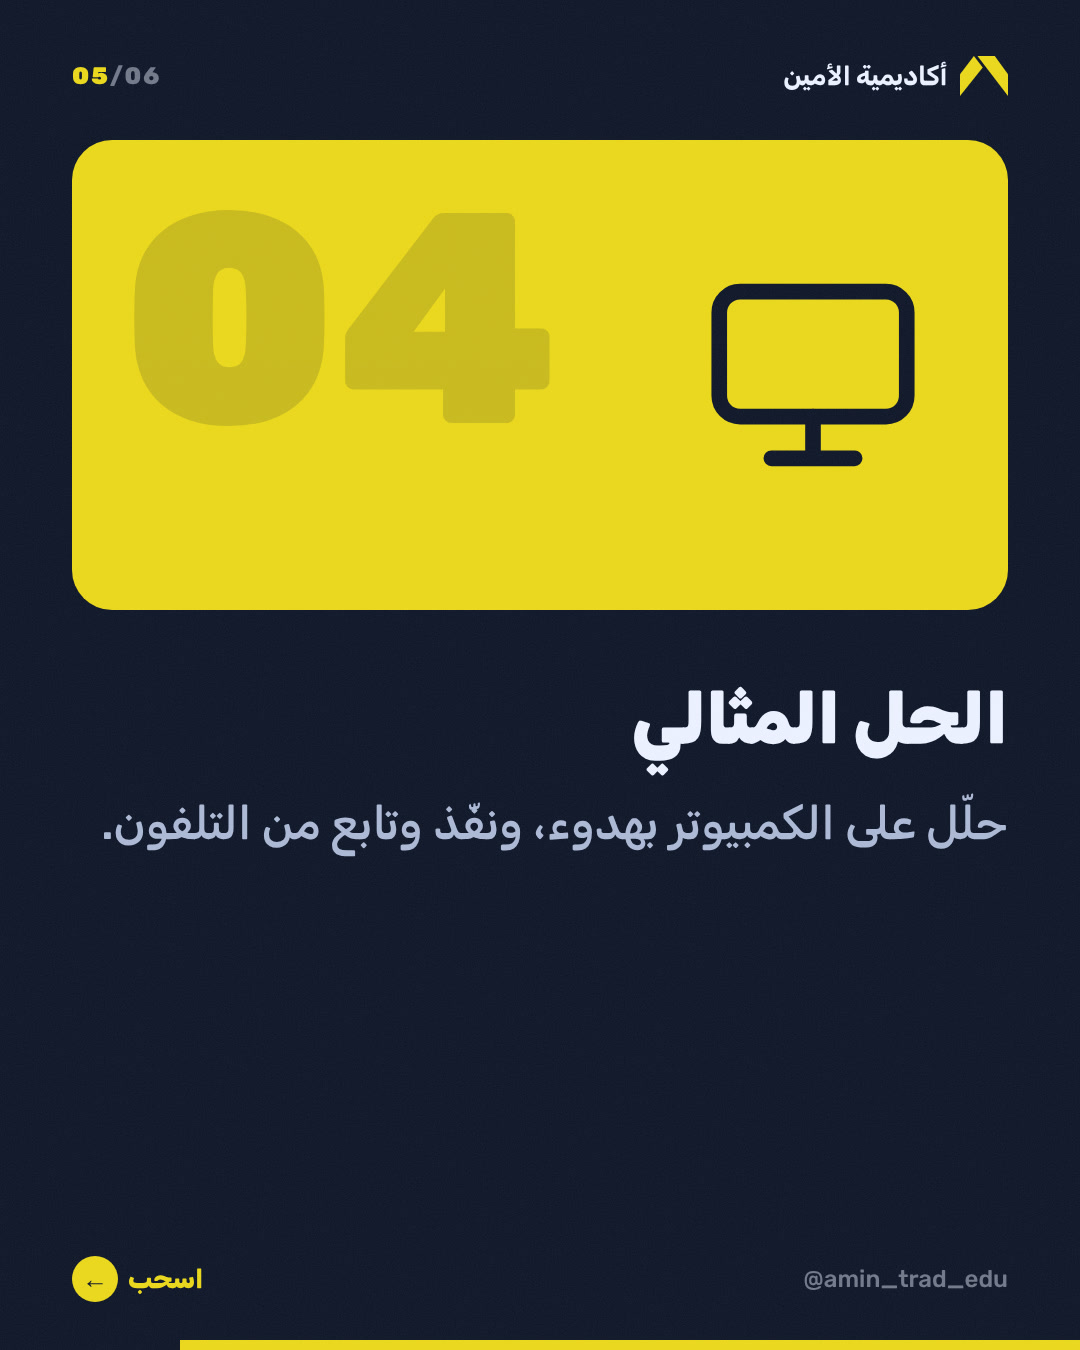 أكاديمية الأمين
05/06
04
الحل المثالي
حلّل على الكمبيوتر بهدوء، ونفّذ وتابع من التلفون.
@amin_trad_edu
اسحب ←